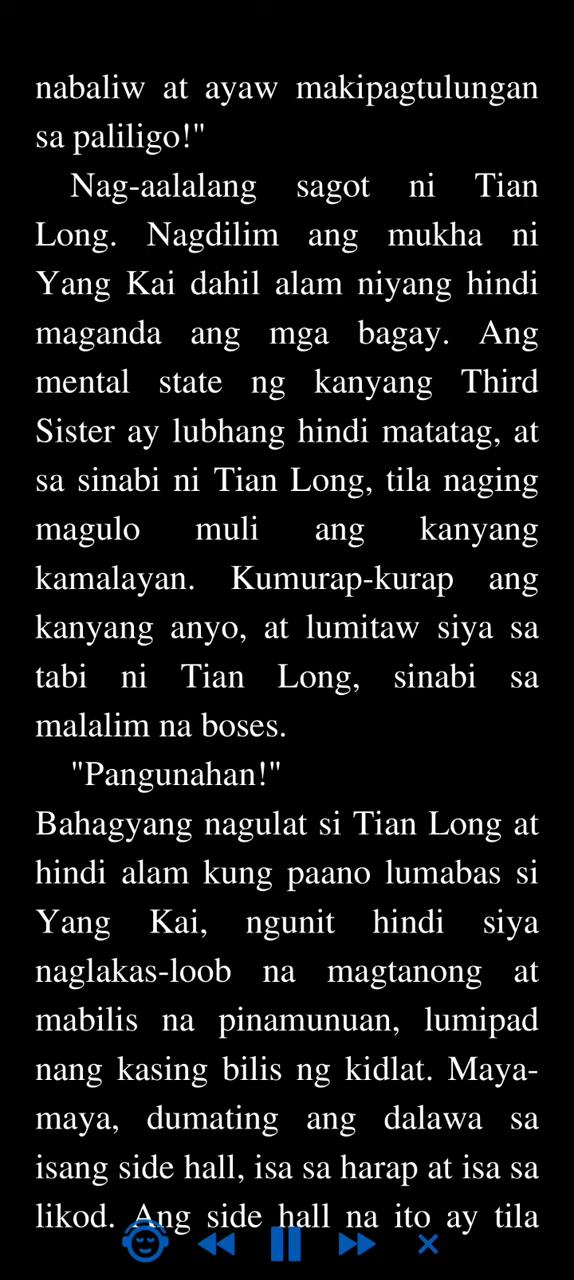 nabaliw at ayaw makipagtulungan
sa paliligo!"
Nag-aalalang sagot ni Tian
Long. Nagdilim ang mukha ni
Yang Kai dahil alam niyang hindi
maganda ang mga bagay. Ang
mental state ng kanyang Third
Sister ay lubhang hindi matatag, at
sa sinabi ni Tian Long, tila naging
magulo muli ang kanyang
kamalayan. Kumurap-kurap ang
kanyang anyo, at lumitaw siya sa
tabi ni Tian Long, sinabi sa
malalim na boses.
"Pangunahan!"
Bahagyang nagulat si Tian Long at
hindi alam kung paano lumabas si
Yang Kai, ngunit hindi siya
naglakas-loob na magtanong at
mabilis na pinamunuan, lumipad
nang kasing bilis ng kidlat. Maya-
maya, dumating ang dalawa sa
isang side hall, isa sa harap at isa sa
likod. Ang side hall na ito ay tila